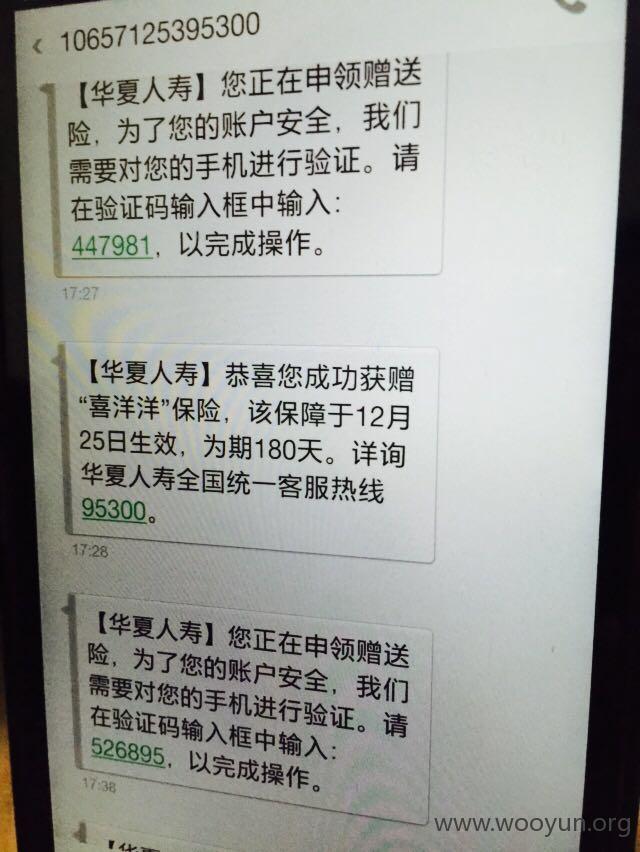 10657125395300
【华夏人寿】您正在申领赠送
险，为了您的账户安全，我们
需要对您的手机进行验证。请
在验证码输入框中输入：
447981，以完成操作。
17:27
【华夏人寿】恭喜您成功获赠
“喜洋洋”保险，该保障于12月
25日生效，为期180天。详询
华夏人寿全国统一客服热线
95300。
17:28
【华夏人寿】您正在申领赠送
险，为了您的账户安全，我们
需要对您的手机进行验证。请
在验证码输入框中输入：
526895，以完成操作。
17:38
www.wooyun.org